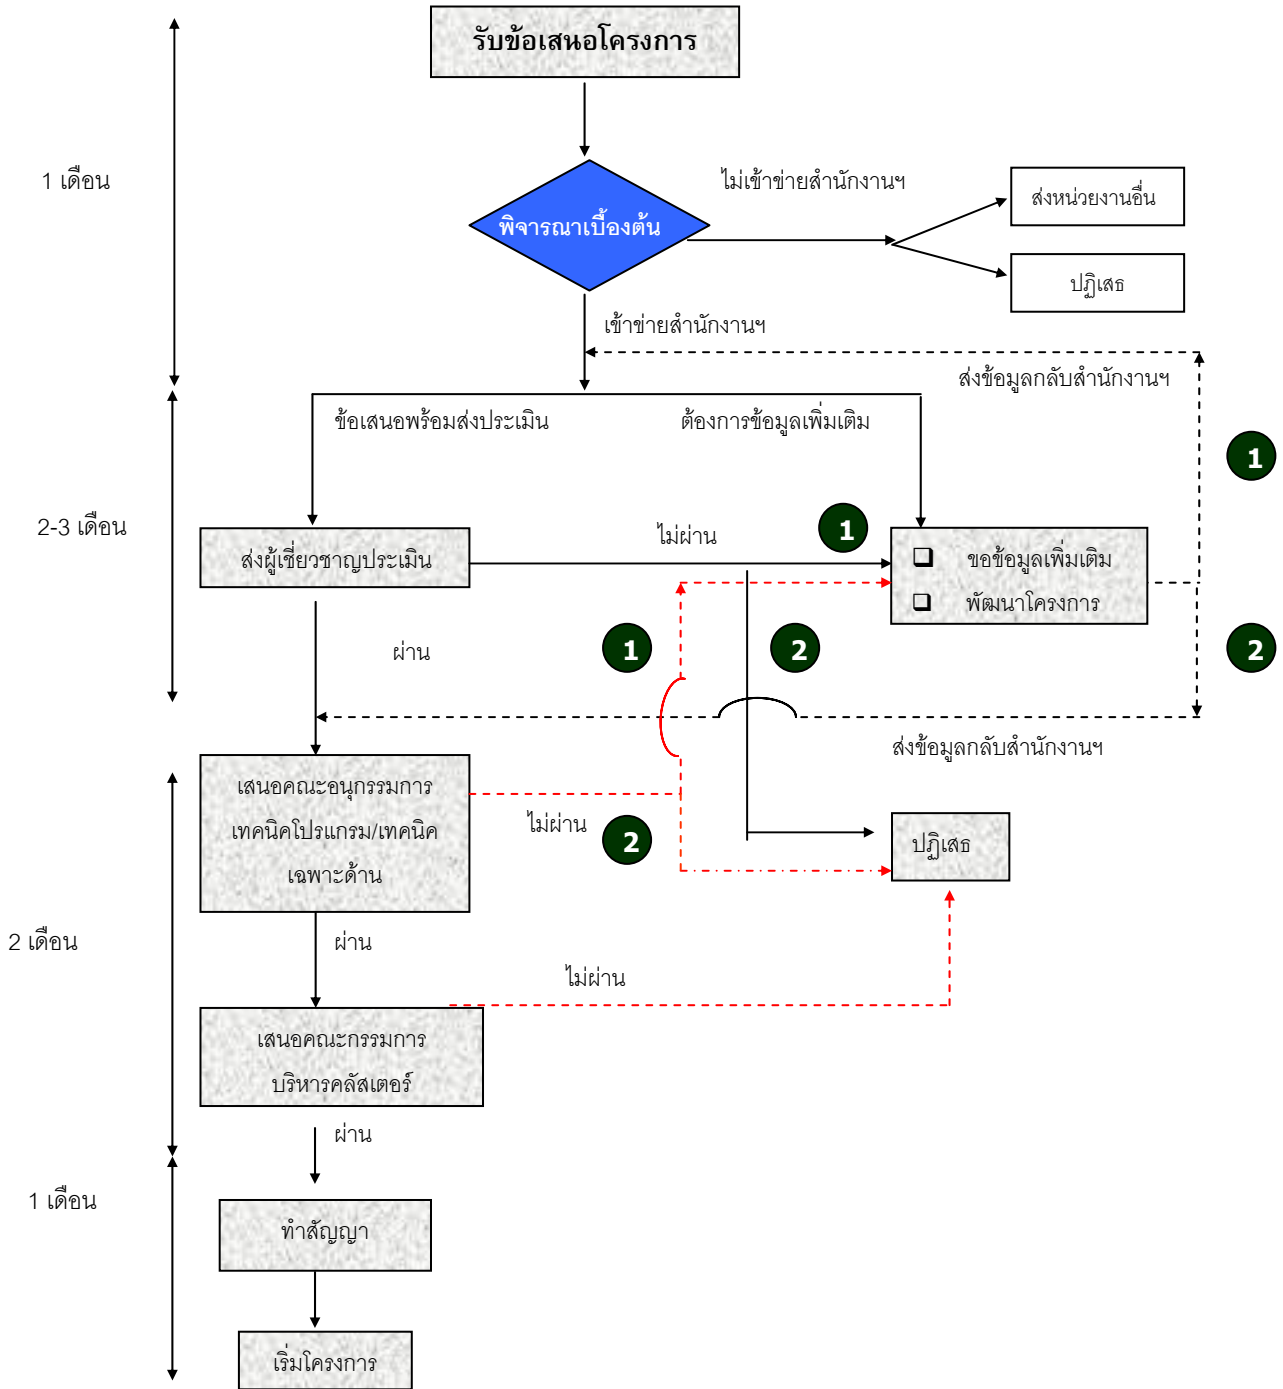 รับข้อเสนอโครงการ
1 เดือน
ไม่เข้าข่ายสำนักงานฯ
ส่งหน่วยงานอื่น
พิจารณาเบื้องต้น
ปฏิเสธ
เข้าข่ายสำนักงานฯ
ส่งข้อมูลกลับสำนักงานฯ
ข้อเสนอพร้อมส่งประเมิน
ต้องการข้อมูลเพิ่มเติม
1
2-3 เดือน
ส่งผู้เชี่ยวชาญประเมิน
ไม่ผ่าน
1
ขอข้อมูลเพิ่มเติม
พัฒนาโครงการ
ผ่าน
1
2
2
ส่งข้อมูลกลับสำนักงานฯ
เสนอคณะอนุกรรมการ
เทคนิคโปรแกรม/เทคนิค
เฉพาะด้าน
ไม่ผ่าน
2
ปฏิเสธ
2 เดือน
ผ่าน
ไม่ผ่าน
เสนอคณะกรรมการ
บริหารคลัสเตอร์
ผ่าน
1 เดือน
ทำสัญญา
เริ่มโครงการ